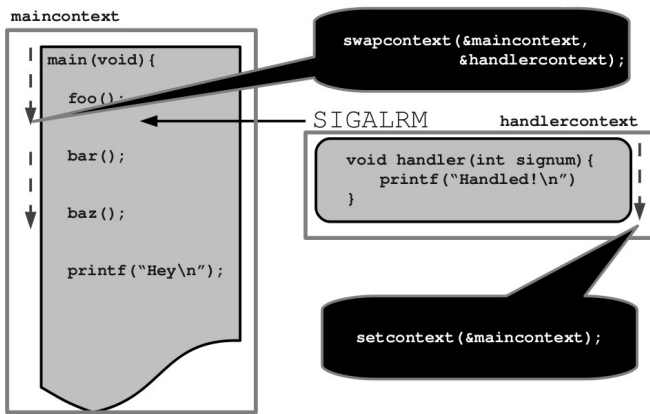 maincontext
main(void){
foo();
bar();
baz();
printf(“Hey\n”);
swapcontext(&maincontext,
&handlercontext);
SIGALRM
handlercontext
void handler(int signum){
printf(“Handled!\n”)
}
setcontext(&maincontext);